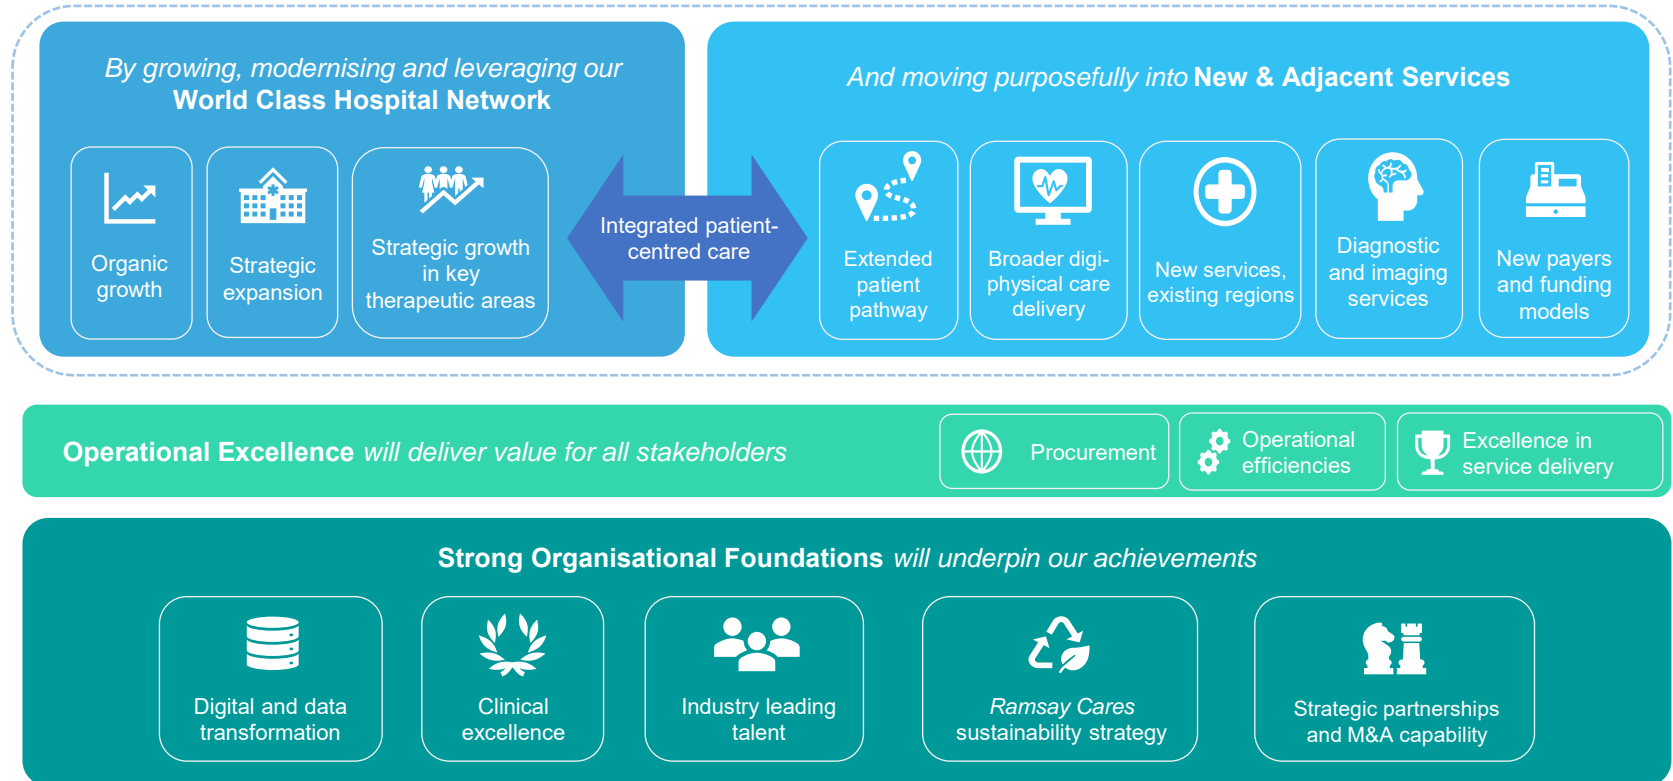 By growing, modernising and leveraging our
World Class Hospital Network
Organic
growth
Strategic
expansion
Strategic growth
in key
therapeutic areas
Integrated patient-
centred care
And moving purposefully into New & Adjacent Services
Extended
patient
pathway
Broader digi-
physical care
delivery
New services,
existing regions
Diagnostic
and imaging
services
New payers
and funding
models
Operational Excellence will deliver value for all stakeholders
Procurement
Operational
efficiencies
Excellence in
service delivery
Strong Organisational Foundations will underpin our achievements
Digital and data
transformation
Clinical
excellence
Industry leading
talent
Ramsay Cares
sustainability strategy
Strategic partnerships
and M&A capability